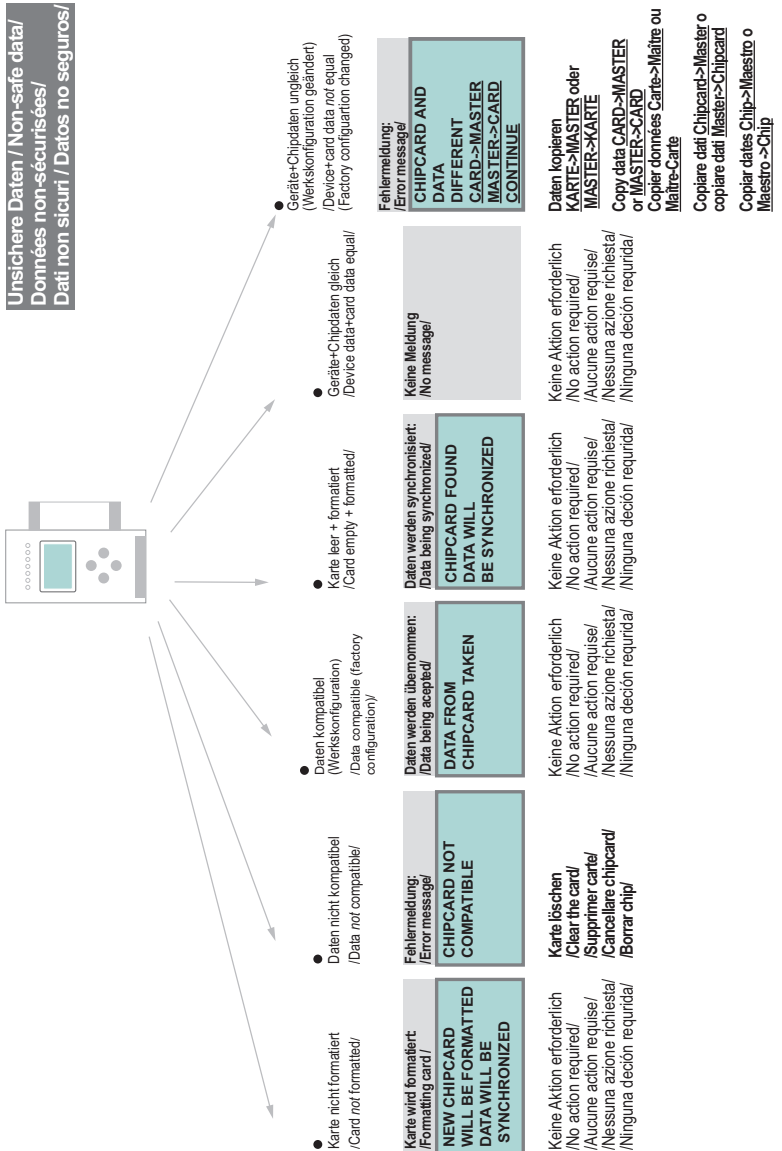 Unsichere Daten / Non-safe data/
Données non-sécurisées/
Dati non sicuri / Datos no seguros/
● Karte nicht formatiert
/Card not formatted/
Karte wird formatiert:
/Formatting card /
NEW CHIPCARD
WILL BE FORMATTED
DATA WILL BE
SYNCHRONIZED
Keine Aktion erforderlich
/No action required/
/Aucune action requise/
/Nessuna azione richiesta/
/Ninguna deción requrida/
● Daten nicht kompatibel
/Data not compatible/
Fehlermeldung:
/Error message/
CHIPCARD NOT
COMPATIBLE
Karte löschen
/Clear the card/
/Supprimer carte/
/Cancellare chipcard/
/Borrar chip/
● Daten kompatibel
(Werkskonfiguration)
/Data compatible (factory
configuration)/
Daten werden übernommen:
/Data being acepted/
DATA FROM
CHIPCARD TAKEN
Keine Aktion erforderlich
/No action required/
/Aucune action requise/
/Nessuna azione richiesta/
/Ninguna deción requrida/
● Karte leer + formatiert
/Card empty + formatted/
Daten werden synchronisiert:
/Data being synchronized/
CHIPCARD FOUND
DATA WILL
BE SYNCHRONIZED
Keine Aktion erforderlich
/No action required/
/Aucune action requise/
/Nessuna azione richiesta/
/Ninguna deción requrida/
● Geräte+Chipdaten gleich
/Device data+card data equal/
Keine Meldung
/No message/
Keine Aktion erforderlich
/No action required/
/Aucune action requise/
/Nessuna azione richiesta/
/Ninguna deción requrida/
● Geräte+Chipdaten ungleich
(Werkskonfiguration geändert)
/Device+card data not equal
(Factory configuartion changed)
Fehlermeldung:
/Error message/
CHIPCARD AND
DATA
DIFFERENT
CARD->MASTER
MASTER->CARD
CONTINUE
Daten kopieren
KARTE->MASTER oder
MASTER->KARTE
Copy data CARD->MASTER
or MASTER->CARD
Copier données Carte->Maître ou
Maître-Carte
Copiare dati Chipcard->Master o
copiare dati Master->Chipcard
Copiar dates Chip->Maestro o
Maestro ->Chip